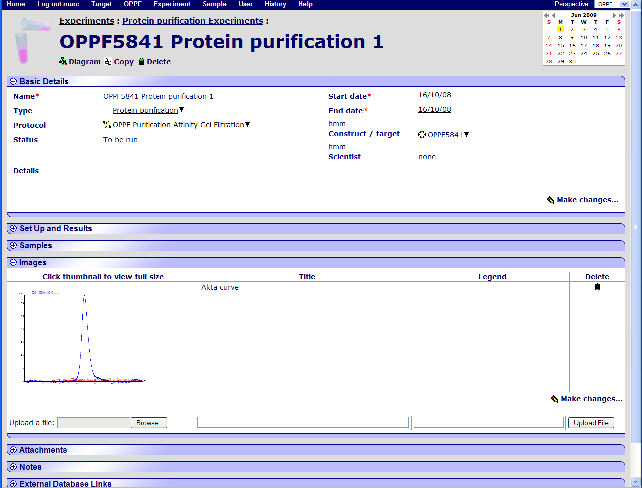 Home Log out marc Target OPPF Experiment Sample User History Help Perspective OPPF
Experiments : Protein purification Experiments :
OPPF5841 Protein purification 1
Diagram Copy Delete
Jun 2009
S M T W T F S
1 2 3 4 5 6
7 8 9 10 11 12 13
14 15 16 17 18 19 20
21 22 23 24 25 26 27
28 29 30
Basic Details
Name* OPPF5841 Protein purification 1 Start date* 16/10/08
Type Protein purification End date* 16/10/08
Protocol OPPF Purification Affinity-Gel Filtration hmm
Construct / target OPPF5841
Status To be run
hmm
Scientist none
Details
Make changes...
Set Up and Results
Samples
Images
Click thumbnail to view full size Title Legend Delete
Akta curve
Make changes...
Upload a file: Browse... Upload File
Attachments
Notes
External Database Links